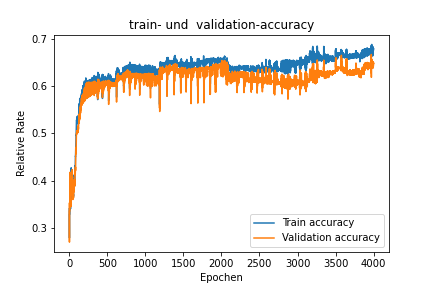 train- und  validation-accuracy
0.7
0.6
0.5
0.4
0.3
Relative Rate
Train accuracy
Validation accuracy
0 500 1000 1500 2000 2500 3000 3500 4000
Epochen